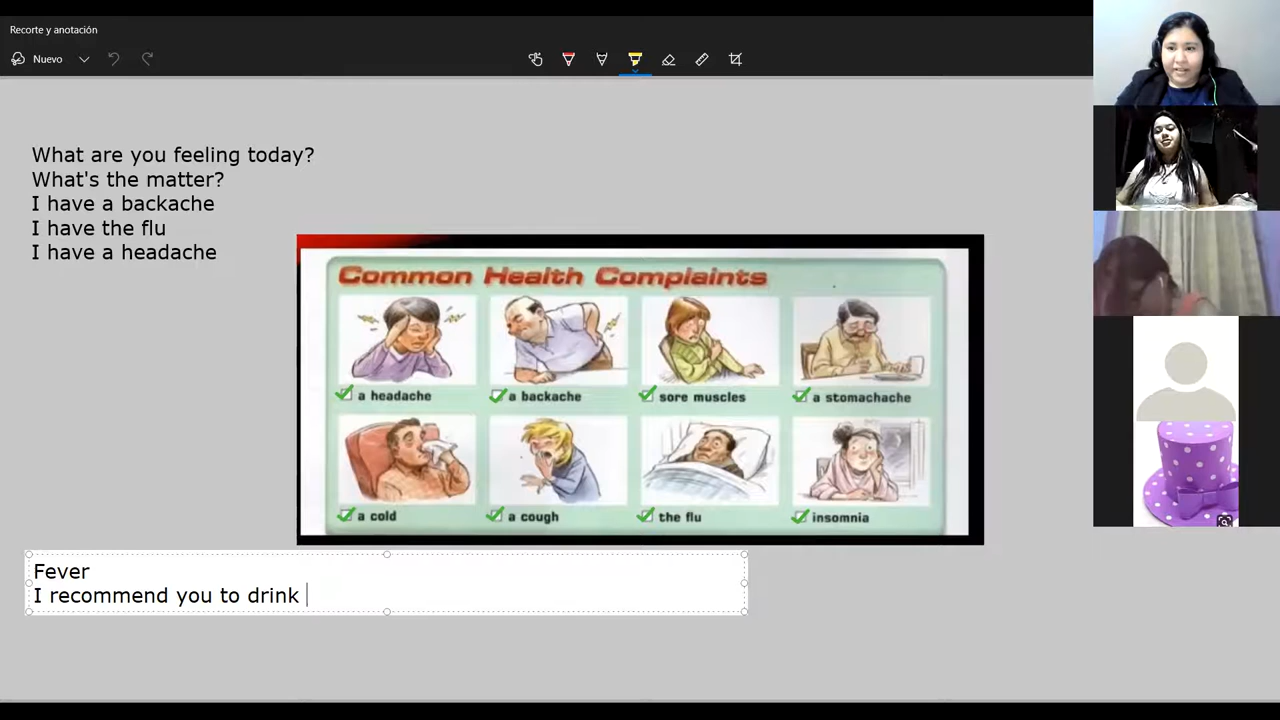 Recorte y anotación
Nuevo
What are you feeling today?
What's the matter?
I have a backache
I have the flu
I have a headache
Common Health Complaints
a headache
a backache
sore muscles
a stomachache
a cold
a cough
the flu
insomnia
Fever
I recommend you to drink